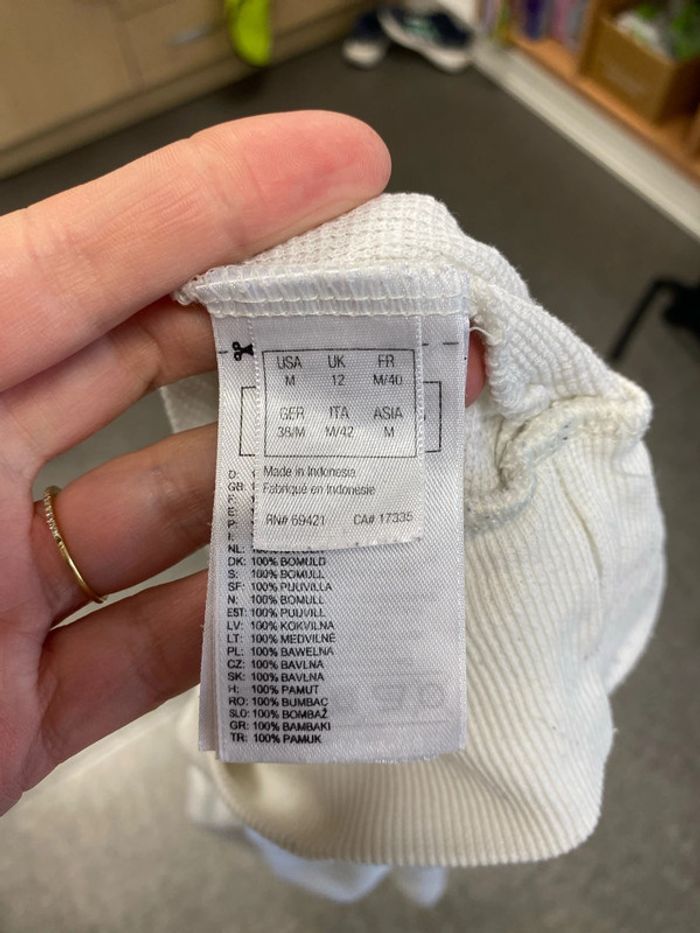 USA UK FR
M 12 M/40
GER ITA ASIA
38/M M/42 M
Made in Indonesia
Fabriqué en Indonesie
RN# 69421 CA# 17335
D:
GB:
F:
E:
P:
I:
NL:
DK: 100% BOMULD
S: 100% BOMULL
SF: 100% PUUVILLA
N: 100% BOMULL
EST: 100% PUUVILL
LV: 100% KOKVILNA
LT: 100% MEDVILNĖ
PL: 100% BAWEŁNA
CZ: 100% BAVLNA
SK: 100% BAVLNA
H: 100% PAMUT
RO: 100% BUMBAC
SLO: 100% BOMBAŽ
GR: 100% BAMBAKI
TR: 100% PAMUK